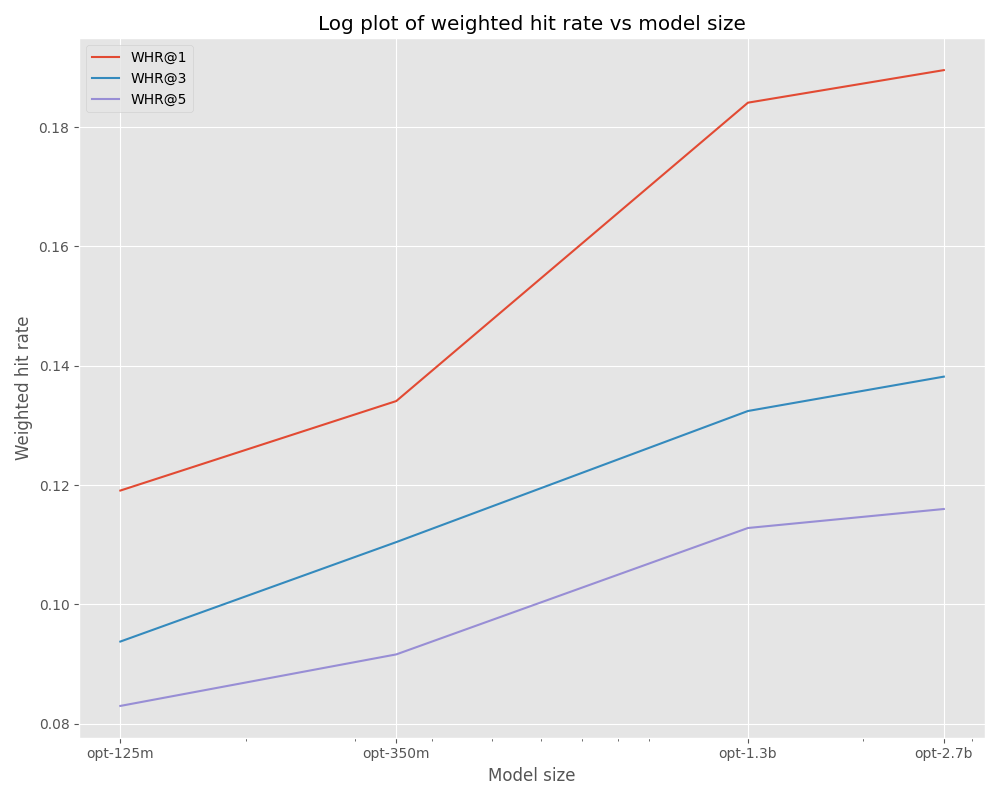 Log plot of weighted hit rate vs model size
WHR@1
WHR@3
WHR@5
Weighted hit rate
0.18
0.16
0.14
0.12
0.10
0.08
opt-125m opt-350m opt-1.3b opt-2.7b
Model size